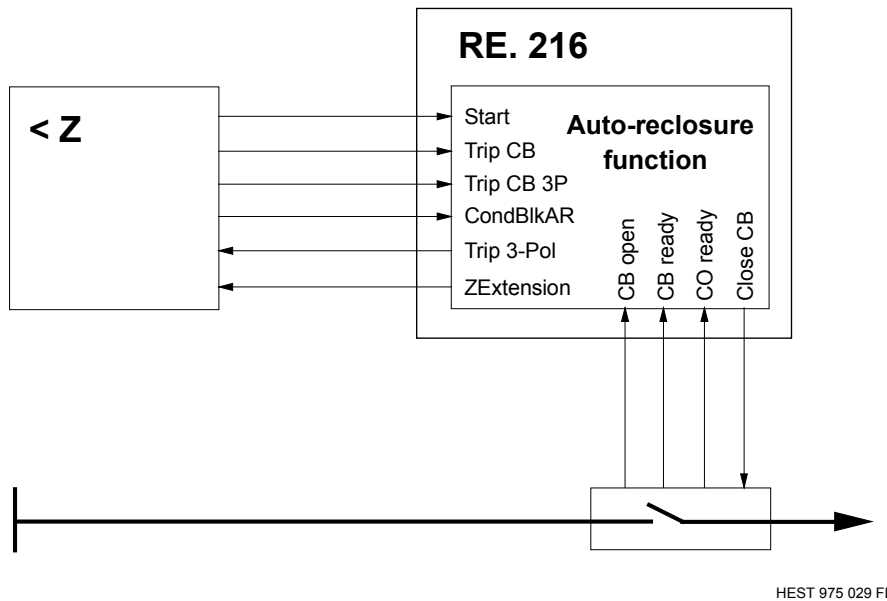 RE. 216
< Z
Start
Auto-reclosure
function
Trip CB
Trip CB 3P
CondBlkAR
Trip 3-Pol
ZExtension
CB open
CB ready
CO ready
Close CB
HEST 975 029 FL